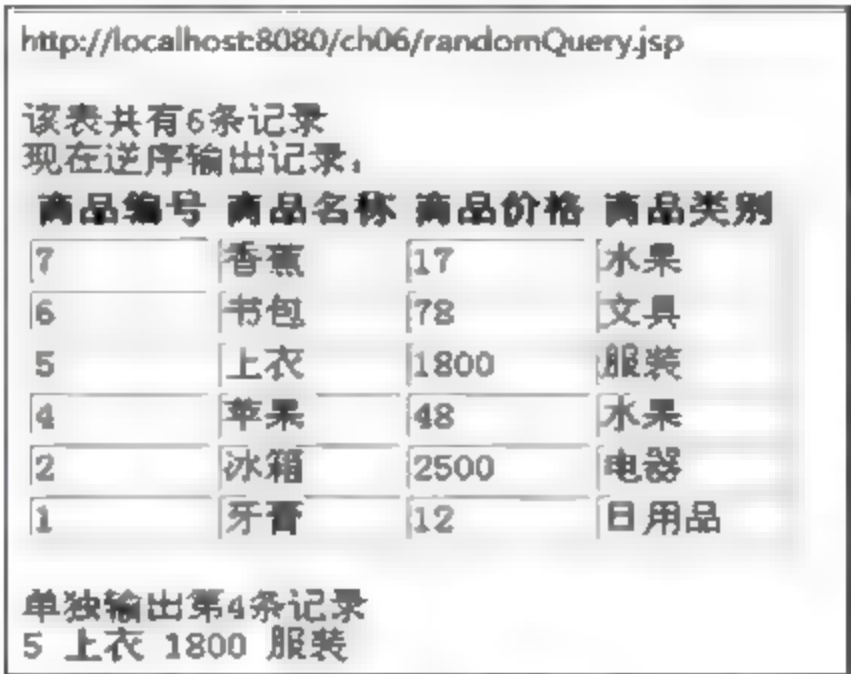 http://localhost:8080/ch06/randomQuery.jsp
该表共有6条记录
现在逆序输出记录:
商品编号 商品名称 商品价格 商品类别
7 香蕉 17 水果
6 书包 78 文具
5 上衣 1800 服装
4 苹果 48 水果
2 冰箱 2500 电器
1 牙膏 12 日用品
单独输出第4条记录
5 上衣 1800 服装